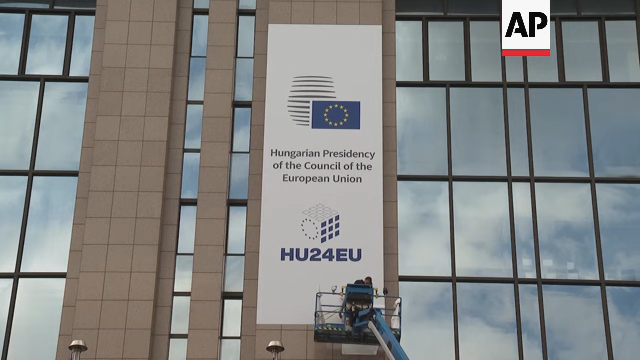 AP
Hungarian Presidency
of the Council of the
European Union
HU24EU